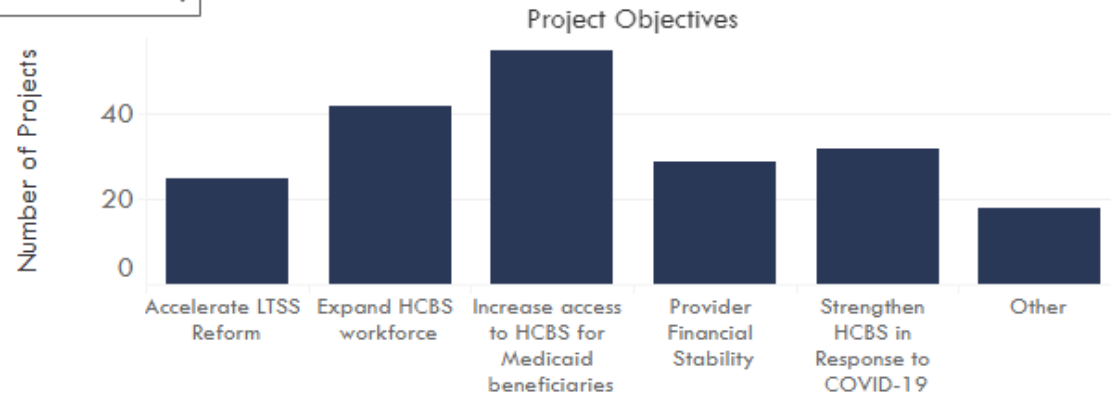 Project Objectives
Number of Projects
40
20
0
Accelerate LTSS
Reform
Expand HCBS
workforce
Increase access
to HCBS for
Medicaid
beneficiaries
Provider
Financial
Stability
Strengthen
HCBS in
Response to
COVID-19
Other